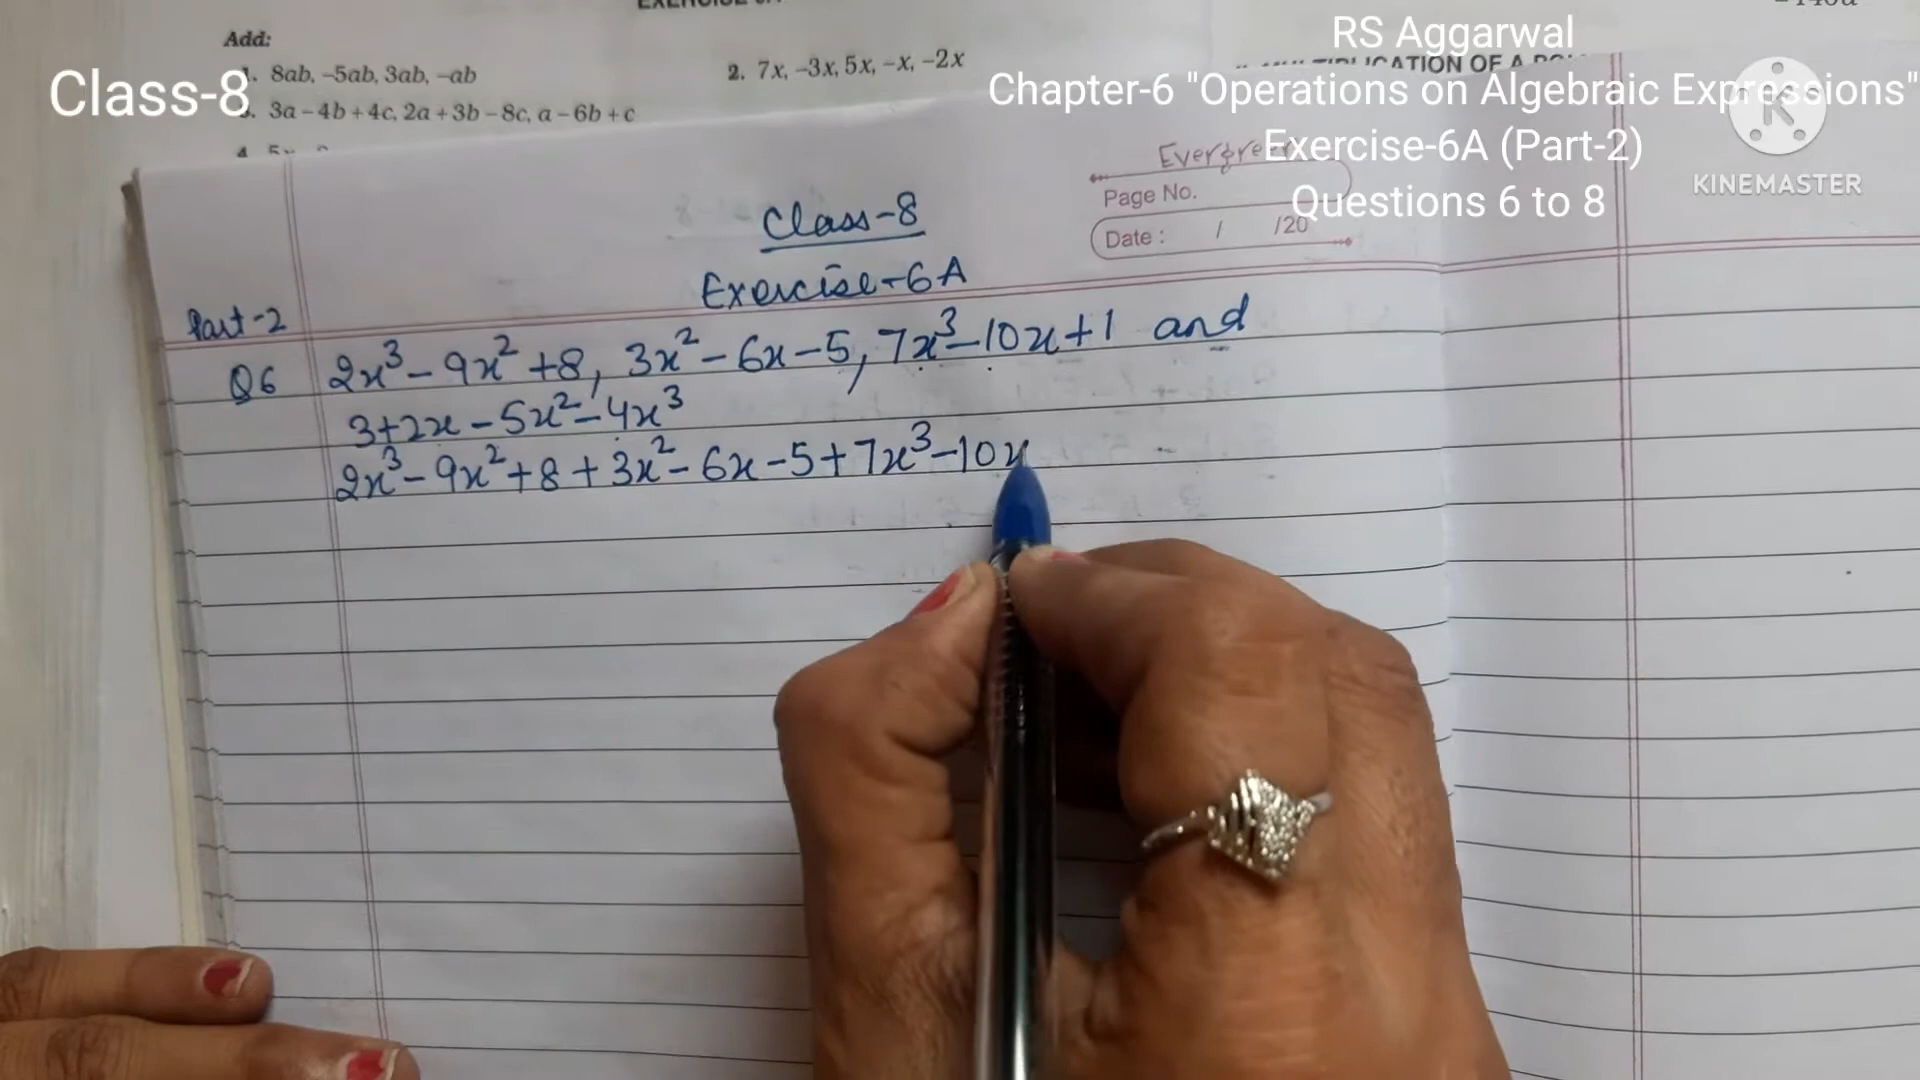 Add:
8ab, –5ab, 3ab, –ab
2. 7x, –3x, 5x, –x, –2x
3a – 4b + 4c, 2a + 3b – 8c, a – 6b + c
Class-8
RS Aggarwal
Chapter-6 "Operations on Algebraic Expressions"
Exercise-6A (Part-2)
Questions 6 to 8
KINEMASTER
Evergreen
Page No.
Date : / /20
Class-8
Exercise-6A
Part-2
Q6 2x³ - 9x² + 8, 3x² - 6x - 5, 7x³ - 10x + 1 and
3+2x - 5x² - 4x³
2x³ - 9x² + 8 + 3x² - 6x - 5 + 7x³ - 10x